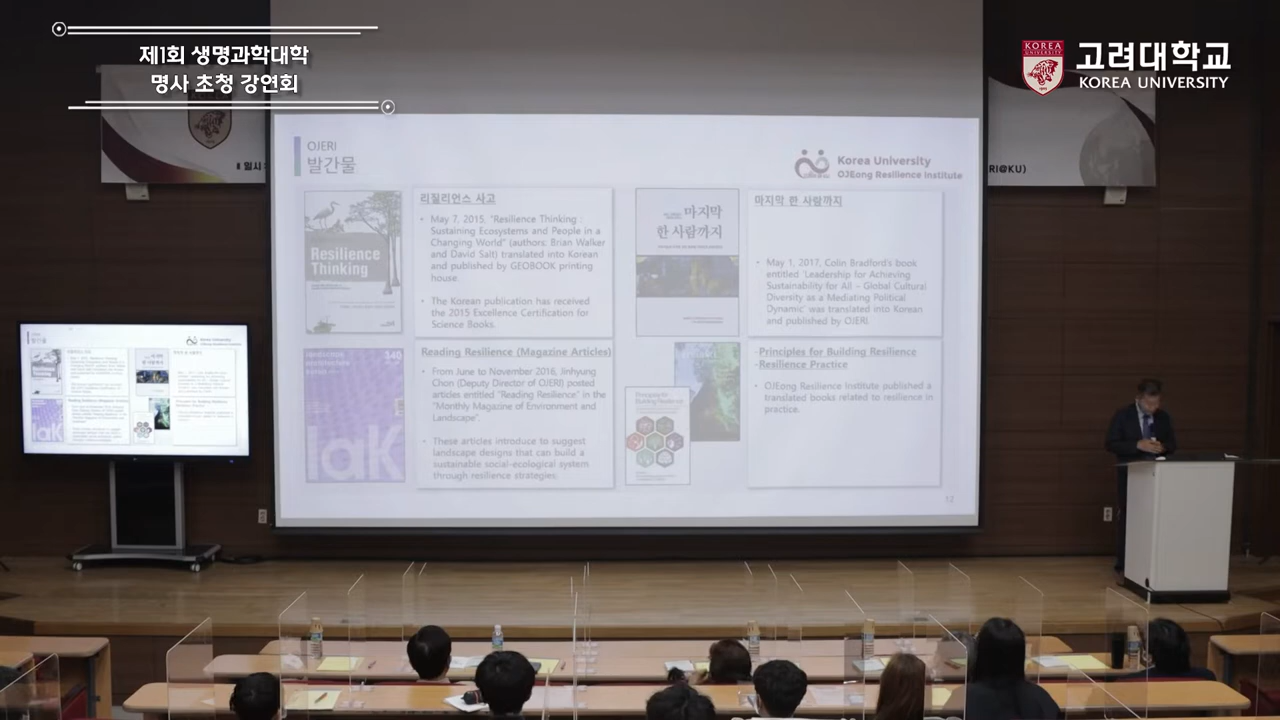 제1회 생명과학대학
명사 초청 강연회
KOREA
UNIVERSITY
고려대학교
KOREA UNIVERSITY
일시
RI@KU)
OJERI
발간물
Korea University
OJEong Resilience Institute
Resilience
Thinking
리질리언스 사고
• May 7, 2015, "Resilience Thinking :
Sustaining Ecosystems and People in a
Changing World" (authors: Brian Walker
and David Salt) translated into Korean
and published by GEOBOOK printing
house.
• The Korean publication has received
the 2015 Excellence Certification for
Science Books.
마지막
한 사람까지
마지막 한 사람까지
• May 1, 2017, Colin Bradford's book
entitled 'Leadership for Achieving
Sustainability for All – Global Cultural
Diversity as a Mediating Political
Dynamic' was translated into Korean
and published by OJERI.
340
lak
Reading Resilience (Magazine Articles)
• From June to November 2016, Jinhyung
Chon (Deputy Director of OJERI) posted
articles entitled "Reading Resilience" in the
"Monthly Magazine of Environment and
Landscape".
• These articles introduce to suggest
landscape designs that can build a
sustainable social-ecological system
through resilience strategies.
Principles for
Building Resilience
Principles for Building Resilience
-Resilience Practice
• OJEong Resilience Institute published a
translated books related to resilience in
practice.
12